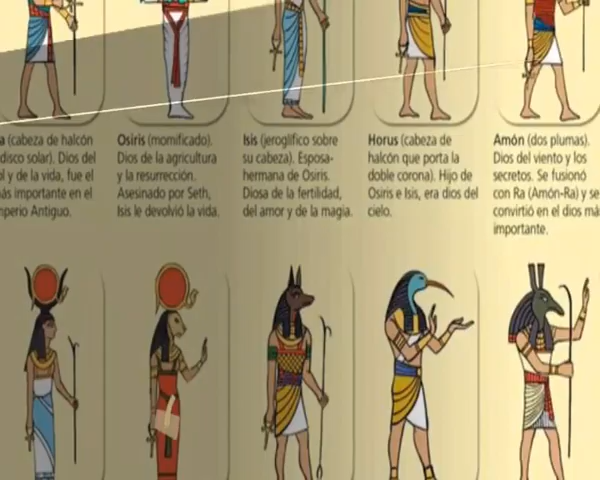 a (cabeza de halcón
disco solar). Dios del
l y de la vida, fue el
ás importante en el
mperio Antiguo.
Osiris (momificado).
Dios de la agricultura
y la resurrección.
Asesinado por Seth,
Isis le devolvió la vida.
Isis (jeroglífico sobre
su cabeza). Esposa-
hermana de Osiris.
Diosa de la fertilidad,
del amor y de la magia.
Horus (cabeza de
halcón que porta la
doble corona). Hijo de
Osiris e Isis, era dios del
cielo.
Amón (dos plumas).
Dios del viento y los
secretos. Se fusionó
con Ra (Amón-Ra) y se
convirtió en el dios má
importante.